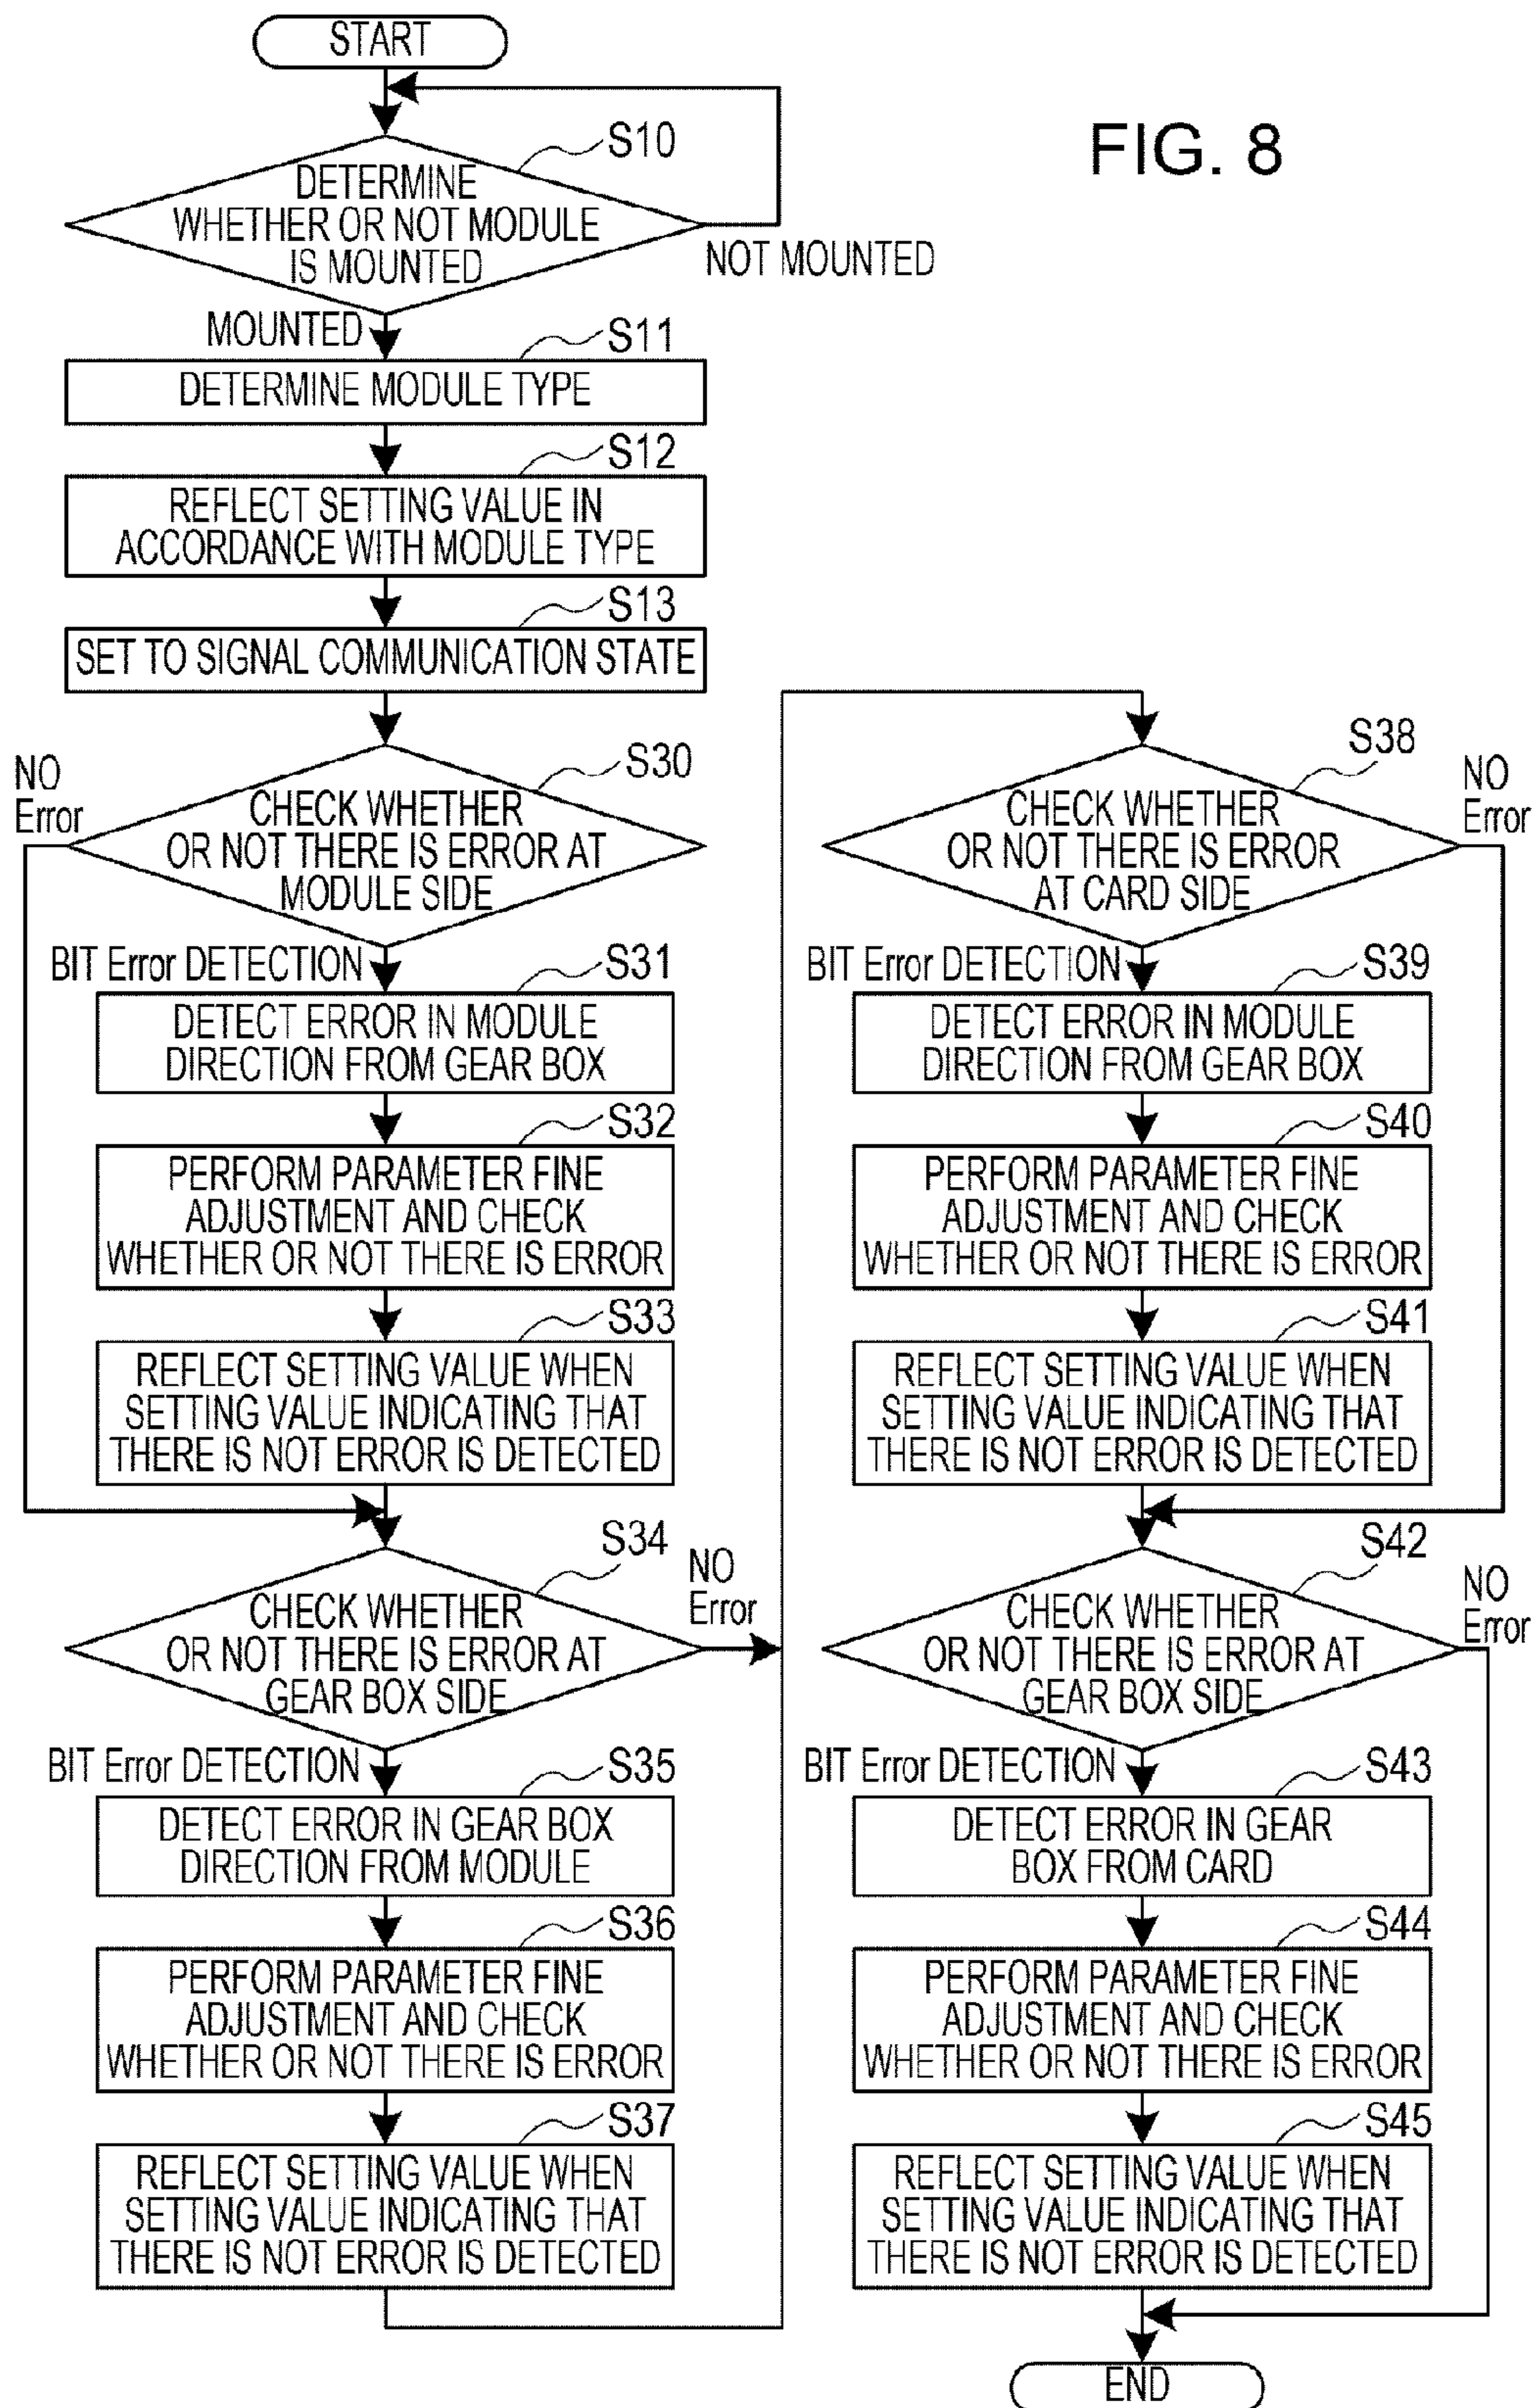 START
FIG. 8
S10
DETERMINE
WHETHER OR NOT MODULE
IS MOUNTED
NOT MOUNTED
MOUNTED
S11
DETERMINE MODULE TYPE
S12
REFLECT SETTING VALUE IN
ACCORDANCE WITH MODULE TYPE
S13
SET TO SIGNAL COMMUNICATION STATE
S30
NO
Error
CHECK WHETHER
OR NOT THERE IS ERROR AT
MODULE SIDE
BIT Error DETECTION
S31
DETECT ERROR IN MODULE
DIRECTION FROM GEAR BOX
S32
PERFORM PARAMETER FINE
ADJUSTMENT AND CHECK
WHETHER OR NOT THERE IS ERROR
S33
REFLECT SETTING VALUE WHEN
SETTING VALUE INDICATING THAT
THERE IS NOT ERROR IS DETECTED
S34
NO
Error
CHECK WHETHER
OR NOT THERE IS ERROR AT
GEAR BOX SIDE
BIT Error DETECTION
S35
DETECT ERROR IN GEAR BOX
DIRECTION FROM MODULE
S36
PERFORM PARAMETER FINE
ADJUSTMENT AND CHECK
WHETHER OR NOT THERE IS ERROR
S37
REFLECT SETTING VALUE WHEN
SETTING VALUE INDICATING THAT
THERE IS NOT ERROR IS DETECTED
S38
NO
Error
CHECK WHETHER
OR NOT THERE IS ERROR
AT CARD SIDE
BIT Error DETECTION
S39
DETECT ERROR IN MODULE
DIRECTION FROM GEAR BOX
S40
PERFORM PARAMETER FINE
ADJUSTMENT AND CHECK
WHETHER OR NOT THERE IS ERROR
S41
REFLECT SETTING VALUE WHEN
SETTING VALUE INDICATING THAT
THERE IS NOT ERROR IS DETECTED
S42
NO
Error
CHECK WHETHER
OR NOT THERE IS ERROR AT
GEAR BOX SIDE
BIT Error DETECTION
S43
DETECT ERROR IN GEAR
BOX FROM CARD
S44
PERFORM PARAMETER FINE
ADJUSTMENT AND CHECK
WHETHER OR NOT THERE IS ERROR
S45
REFLECT SETTING VALUE WHEN
SETTING VALUE INDICATING THAT
THERE IS NOT ERROR IS DETECTED
END